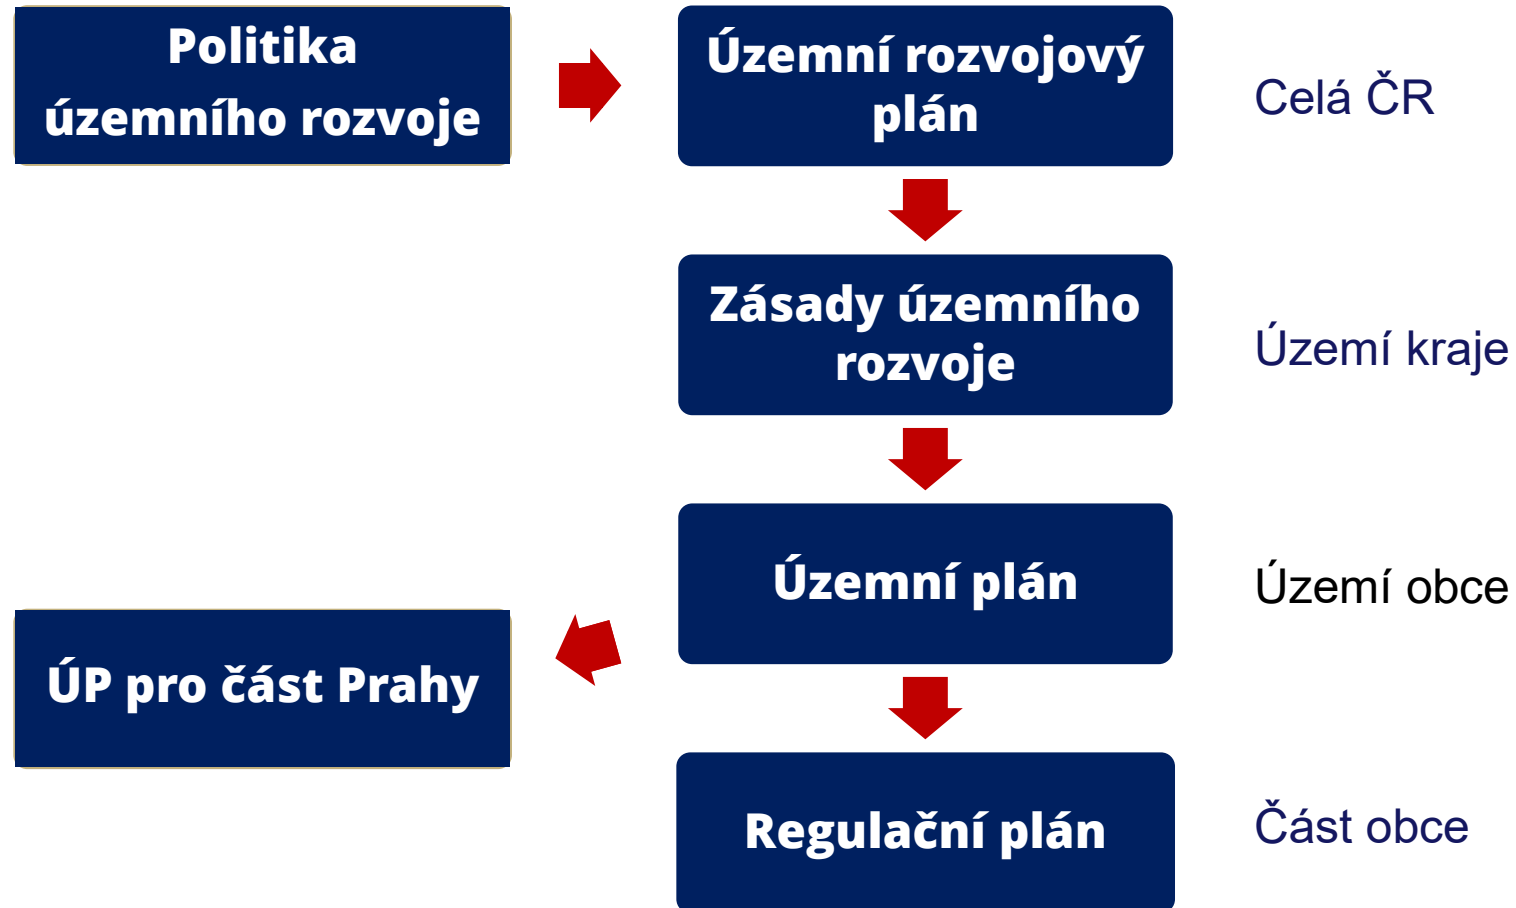 Politika
územního rozvoje
Územní rozvojový
plán
Celá ČR
Zásady územního
rozvoje
Území kraje
Územní plán
Území obce
ÚP pro část Prahy
Regulační plán
Část obce